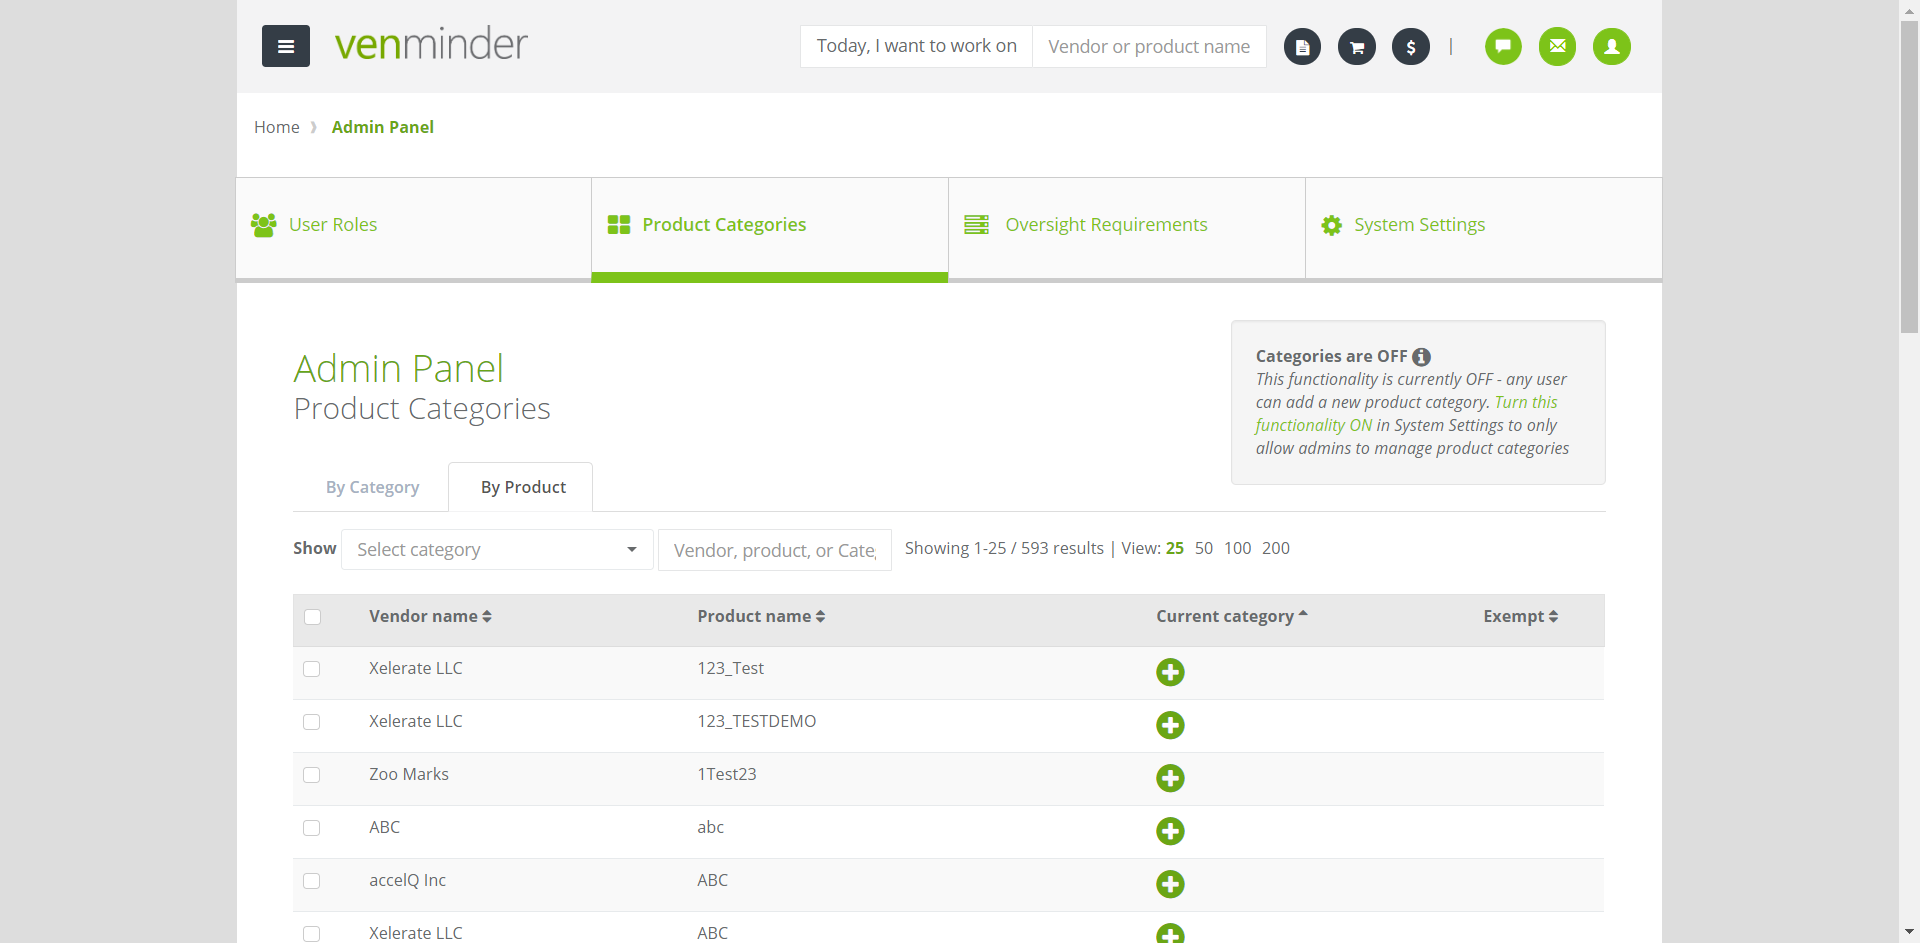 venminder
Today, I want to work on
Vendor or product name
Home
Admin Panel
User Roles
Product Categories
Oversight Requirements
System Settings
Admin Panel
Product Categories
Categories are OFF
This functionality is currently OFF - any user
can add a new product category. Turn this
functionality ON in System Settings to only
allow admins to manage product categories
By Category
By Product
Show
Select category
Vendor, product, or Cate
Showing 1-25 / 593 results | View: 25 50 100 200
Vendor name Product name Current category Exempt
Xelerate LLC 123_Test
Xelerate LLC 123_TESTDEMO
Zoo Marks 1Test23
ABC abc
accelQ Inc ABC
Xelerate LLC ABC